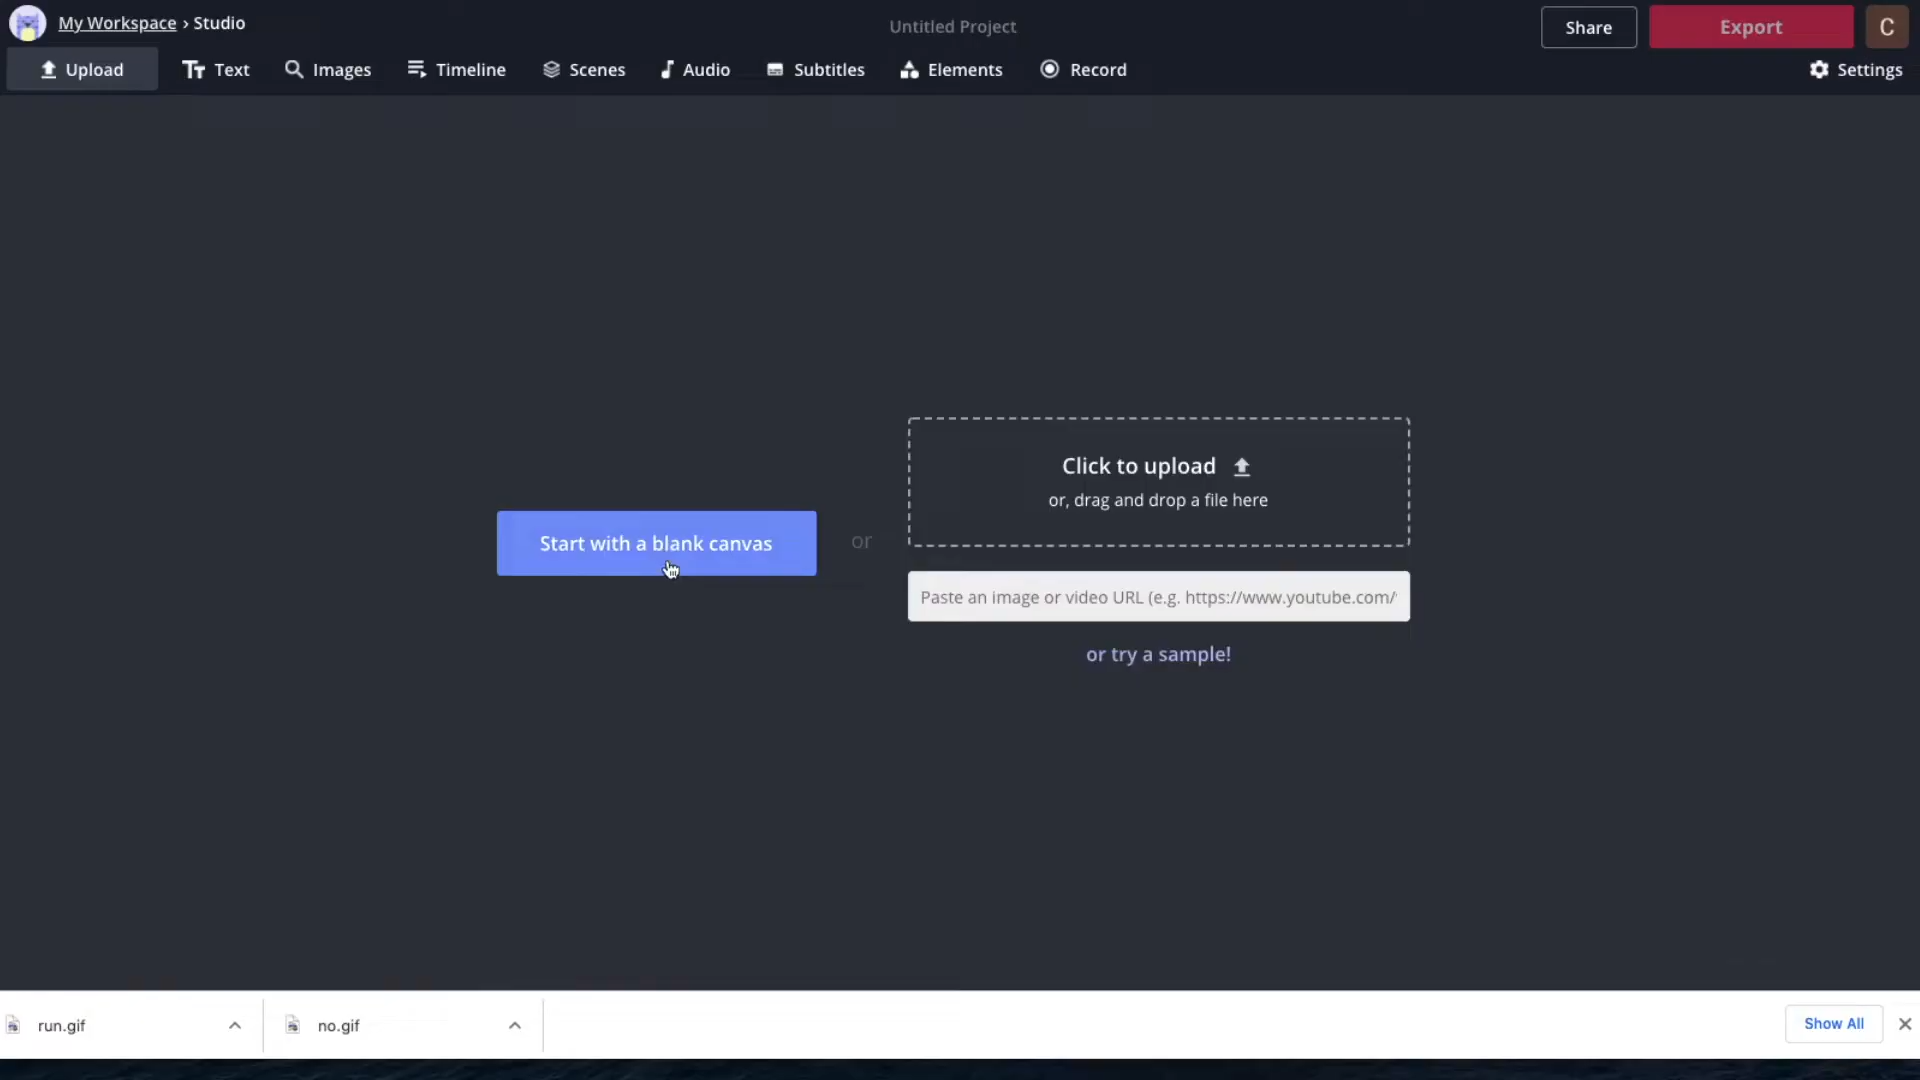 My Workspace › Studio
Untitled Project
Share
Export
C
Upload
Text
Images
Timeline
Scenes
Audio
Subtitles
Elements
Record
Settings
Click to upload
or, drag and drop a file here
Start with a blank canvas
or
Paste an image or video URL (e.g. https://www.youtube.com/
or try a sample!
run.gif
no.gif
Show All